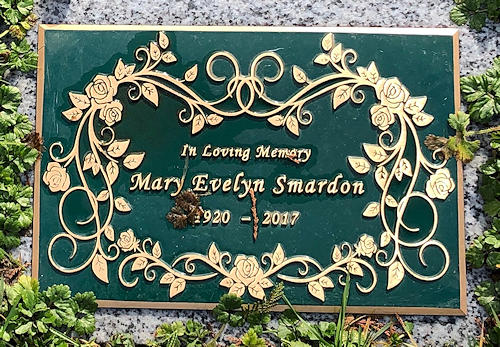 In Loving Memory
Mary Evelyn Smardon
1920 - 2017